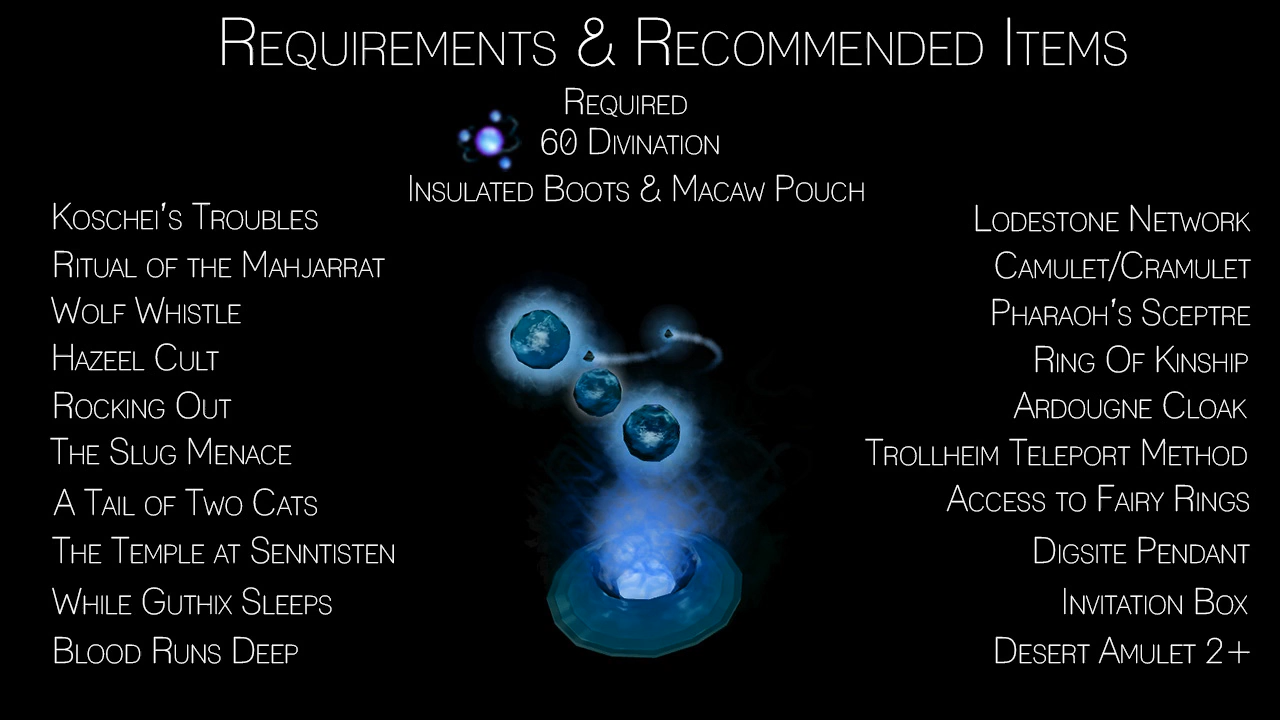 Requirements & Recommended Items
Required
60 Divination
Insulated Boots & Macaw Pouch
Koschei's Troubles
Ritual of the Mahjarrat
Wolf Whistle
Hazeel Cult
Rocking Out
The Slug Menace
A Tail of Two Cats
The Temple at Senntisten
While Guthix Sleeps
Blood Runs Deep
Lodestone Network
Camulet/Cramulet
Pharaoh's Sceptre
Ring Of Kinship
Ardougne Cloak
Trollheim Teleport Method
Access to Fairy Rings
Digsite Pendant
Invitation Box
Desert Amulet 2+